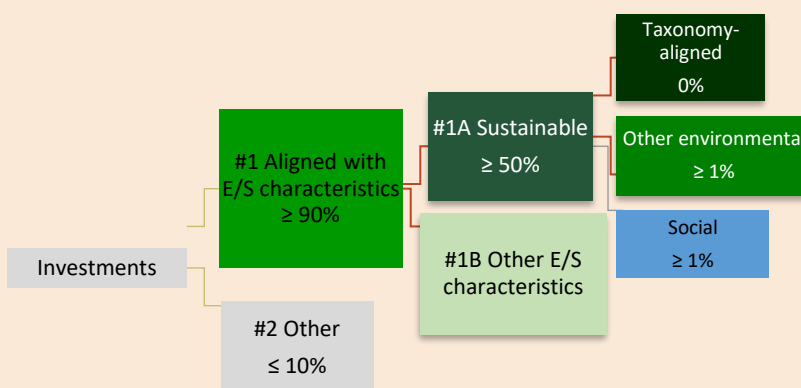 Taxonomy-
aligned
0%
#1A Sustainable
≥ 50%
Other environmenta
≥ 1%
#1 Aligned with
E/S characteristics
≥ 90%
Social
≥ 1%
#1B Other E/S
characteristics
Investments
#2 Other
≤ 10%